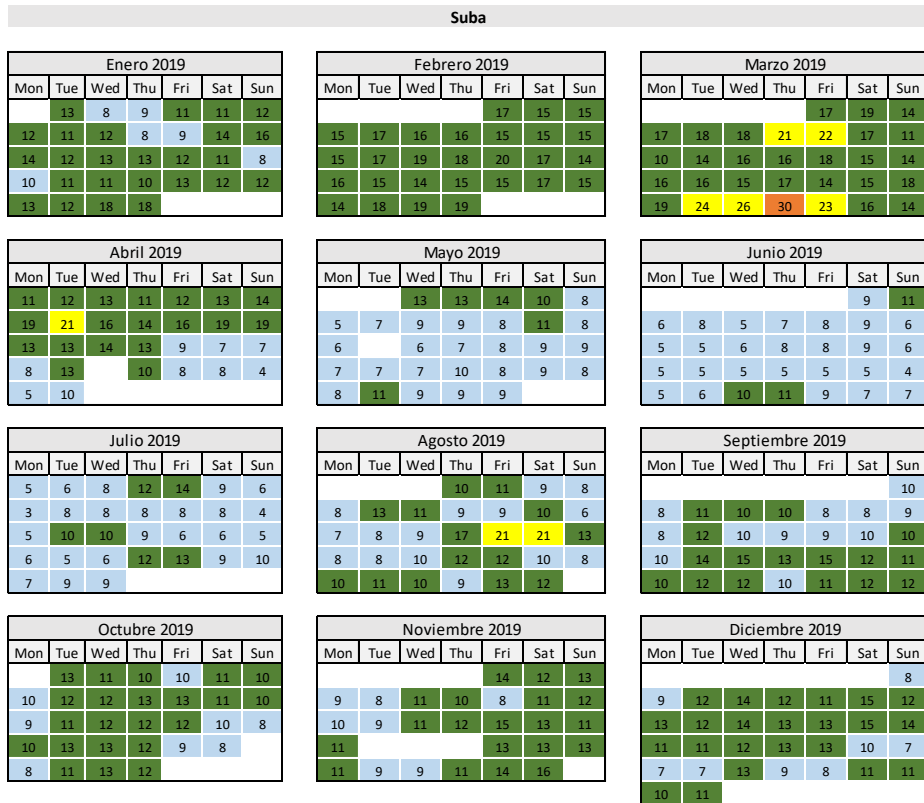 Suba
Enero 2019
Mon Tue Wed Thu Fri Sat Sun
13 8 9 11 11 12
12 11 12 8 9 14 16
14 12 13 13 12 11 8
10 11 11 10 13 12 12
13 12 18 18
Febrero 2019
Mon Tue Wed Thu Fri Sat Sun
17 15 15
15 17 16 16 15 15 15
15 17 19 18 20 17 14
16 15 14 15 15 17 15
14 18 19 19
Marzo 2019
Mon Tue Wed Thu Fri Sat Sun
17 19 14
17 18 18 21 22 17 11
10 14 16 16 18 15 14
16 16 15 17 14 15 18
19 24 26 30 23 16 14
Abril 2019
Mon Tue Wed Thu Fri Sat Sun
11 12 13 11 12 13 14
19 21 16 14 16 19 19
13 13 14 13 9 7 7
8 13 10 8 8 4
5 10
Mayo 2019
Mon Tue Wed Thu Fri Sat Sun
13 13 14 10 8
5 7 9 9 8 11 8
6 6 7 8 9 9
7 7 7 10 8 9 8
8 11 9 9 9
Junio 2019
Mon Tue Wed Thu Fri Sat Sun
9 11
6 8 5 7 8 9 6
5 5 6 8 8 9 6
5 5 5 5 5 5 4
5 6 10 11 9 7 7
Julio 2019
Mon Tue Wed Thu Fri Sat Sun
5 6 8 12 14 9 6
3 8 8 8 8 8 4
5 10 10 9 6 6 5
6 5 6 12 13 9 10
7 9 9
Agosto 2019
Mon Tue Wed Thu Fri Sat Sun
10 11 9 8
8 13 11 9 9 10 6
7 8 9 17 21 21 13
8 8 10 12 12 10 8
10 11 10 9 13 12
Septiembre 2019
Mon Tue Wed Thu Fri Sat Sun
10
8 11 10 10 8 8 9
8 12 10 9 9 10 10
10 14 15 13 15 12 11
10 12 12 10 11 12 12
Octubre 2019
Mon Tue Wed Thu Fri Sat Sun
13 11 10 10 11 10
10 12 12 13 13 11 10
9 11 12 12 12 10 8
10 13 13 12 9 8
8 11 13 12
Noviembre 2019
Mon Tue Wed Thu Fri Sat Sun
14 12 13
9 8 11 10 8 11 12
10 9 11 12 15 13 11
11 13 13 13
11 9 9 11 14 16
Diciembre 2019
Mon Tue Wed Thu Fri Sat Sun
8
9 12 14 12 11 15 12
13 12 14 13 13 15 14
11 11 12 13 13 10 7
7 7 13 9 8 11 11
10 11